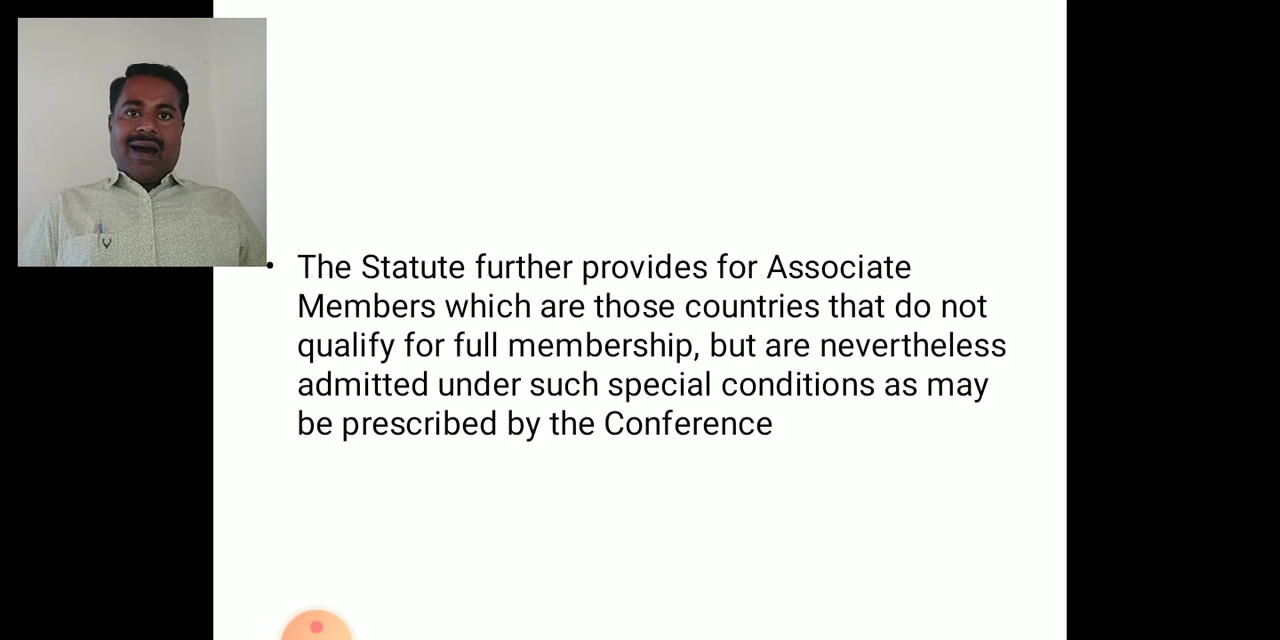 • The Statute further provides for Associate
Members which are those countries that do not
qualify for full membership, but are nevertheless
admitted under such special conditions as may
be prescribed by the Conference